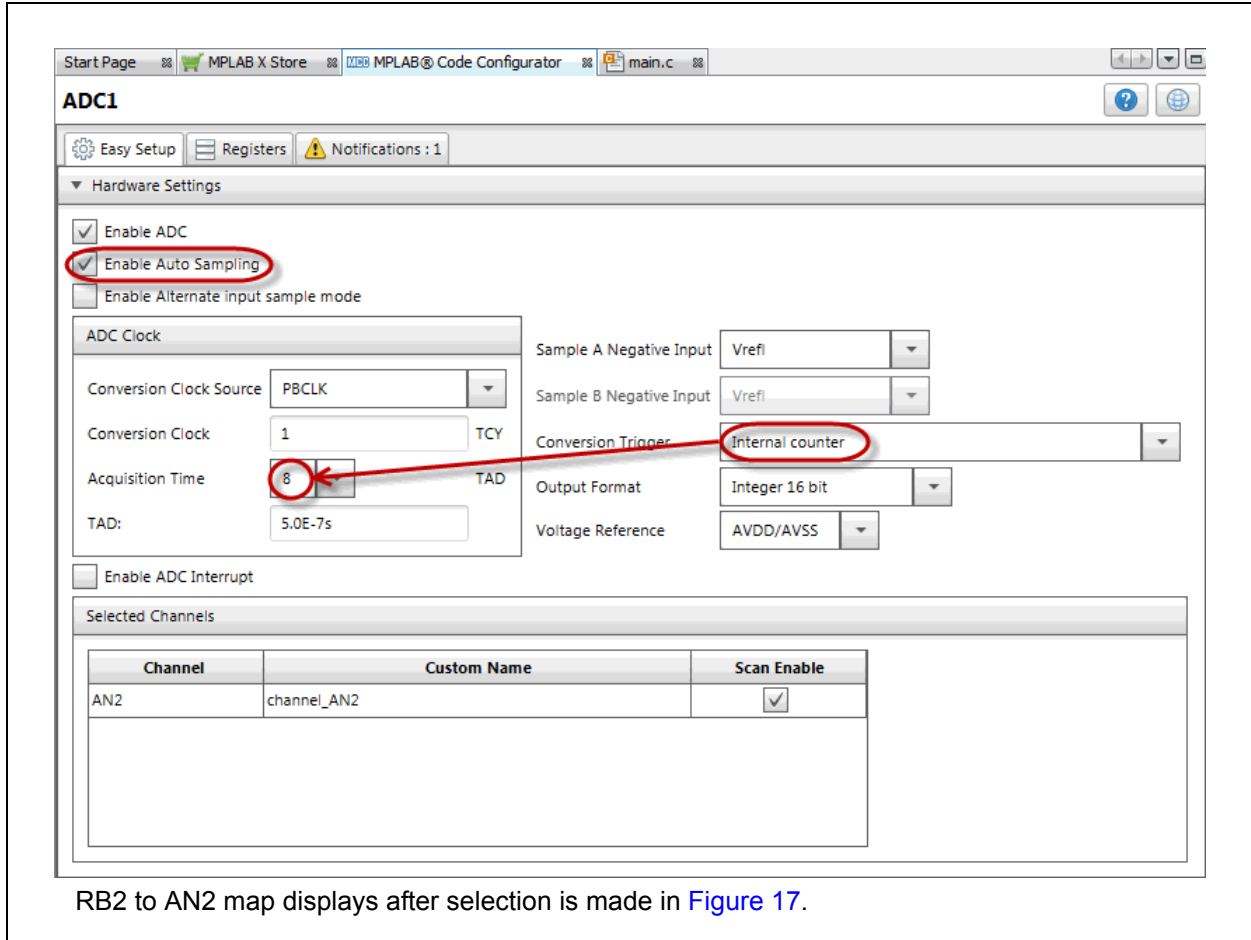 Start Page MPLAB X Store MPLAB® Code Configurator main.c
ADC1
Easy Setup Registers Notifications : 1
Hardware Settings
Enable ADC
Enable Auto Sampling
Enable Alternate input sample mode
ADC Clock
Conversion Clock Source PBCLK
Conversion Clock 1 TCY
Acquisition Time 8 TAD
TAD: 5.0E-7s
Sample A Negative Input Vrefl
Sample B Negative Input Vrefl
Conversion Trigger Internal counter
Output Format Integer 16 bit
Voltage Reference AVDD/AVSS
Enable ADC Interrupt
Selected Channels
Channel Custom Name Scan Enable
AN2 channel_AN2
RB2 to AN2 map displays after selection is made in Figure 17.